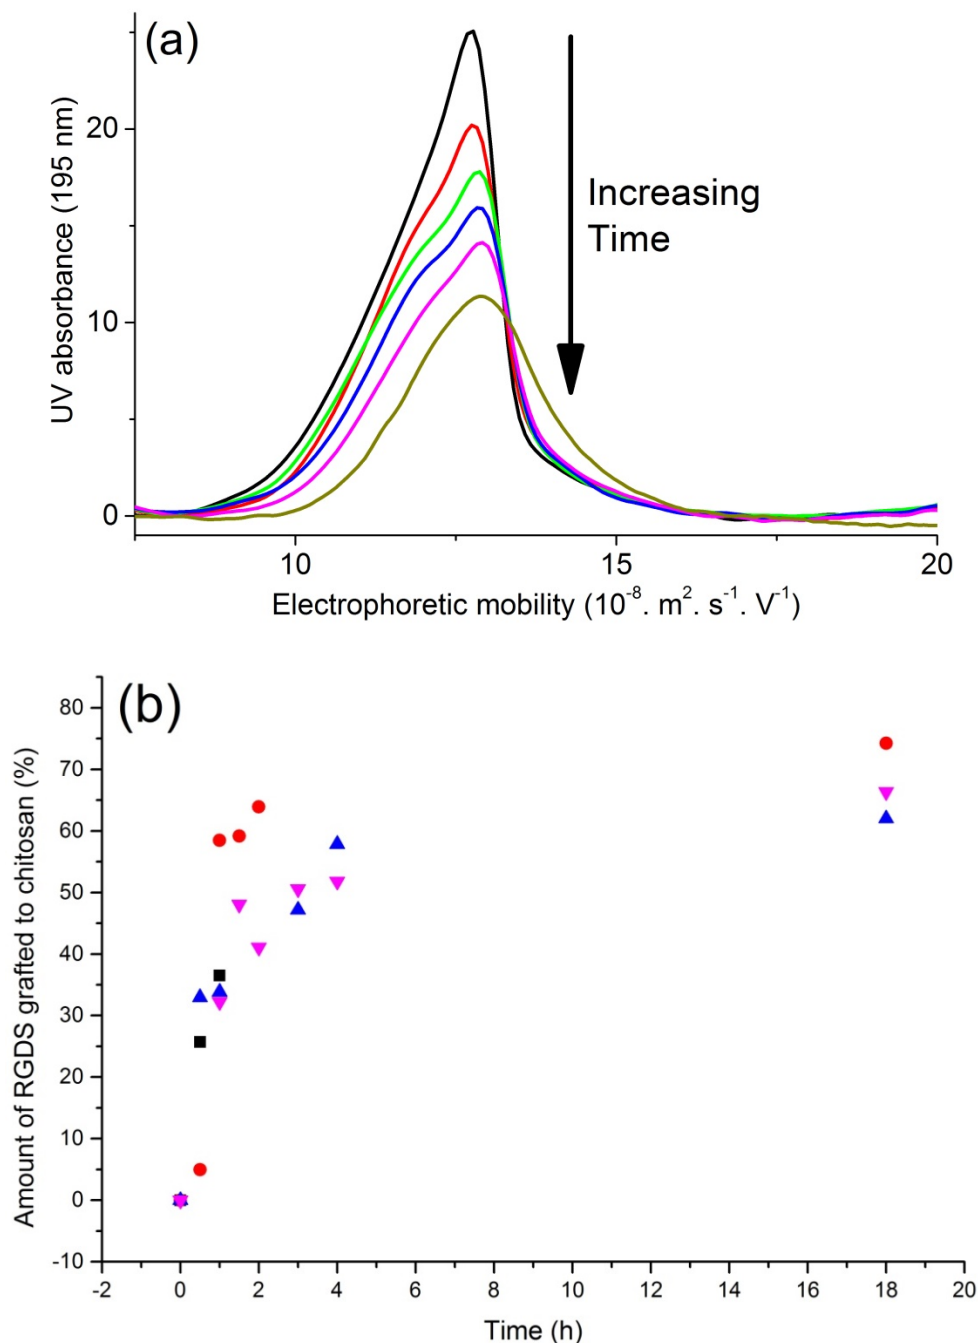 (a)
UV absorbance (195 nm)
20
10
0
Increasing
Time
10 15 20
Electrophoretic mobility (10⁻⁸. m². s⁻¹. V⁻¹)
(b)
Amount of RGDS grafted to chitosan (%)
80
70
60
50
40
30
20
10
0
-10
-2 0 2 4 6 8 10 12 14 16 18 20
Time (h)